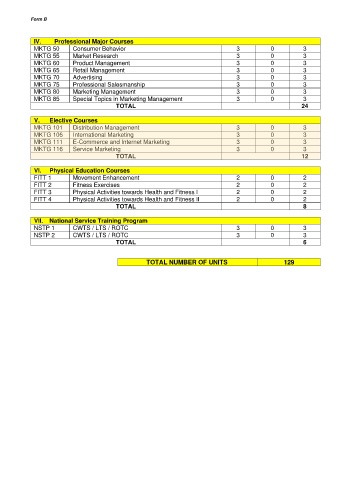 Form B
IV. Professional Major Courses
MKTG 50 Consumer Behavior 3 0 3
MKTG 55 Market Research 3 0 3
MKTG 60 Product Management 3 0 3
MKTG 65 Retail Management 3 0 3
MKTG 70 Advertising 3 0 3
MKTG 75 Professional Salesmanship 3 0 3
MKTG 80 Marketing Management 3 0 3
MKTG 85 Special Topics in Marketing Management 3 0 3
TOTAL 24
V. Elective Courses
MKTG 101 Distribution Management 3 0 3
MKTG 106 International Marketing 3 0 3
MKTG 111 E-Commerce and Internet Marketing 3 0 3
MKTG 116 Service Marketing 3 0 3
TOTAL 12
VI. Physical Education Courses
FITT 1 Movement Enhancement 2 0 2
FITT 2 Fitness Exercises 2 0 2
FITT 3 Physical Activities towards Health and Fitness I 2 0 2
FITT 4 Physical Activities towards Health and Fitness II 2 0 2
TOTAL 8
VII. National Service Training Program
NSTP 1 CWTS / LTS / ROTC 3 0 3
NSTP 2 CWTS / LTS / ROTC 3 0 3
TOTAL 6
TOTAL NUMBER OF UNITS 129